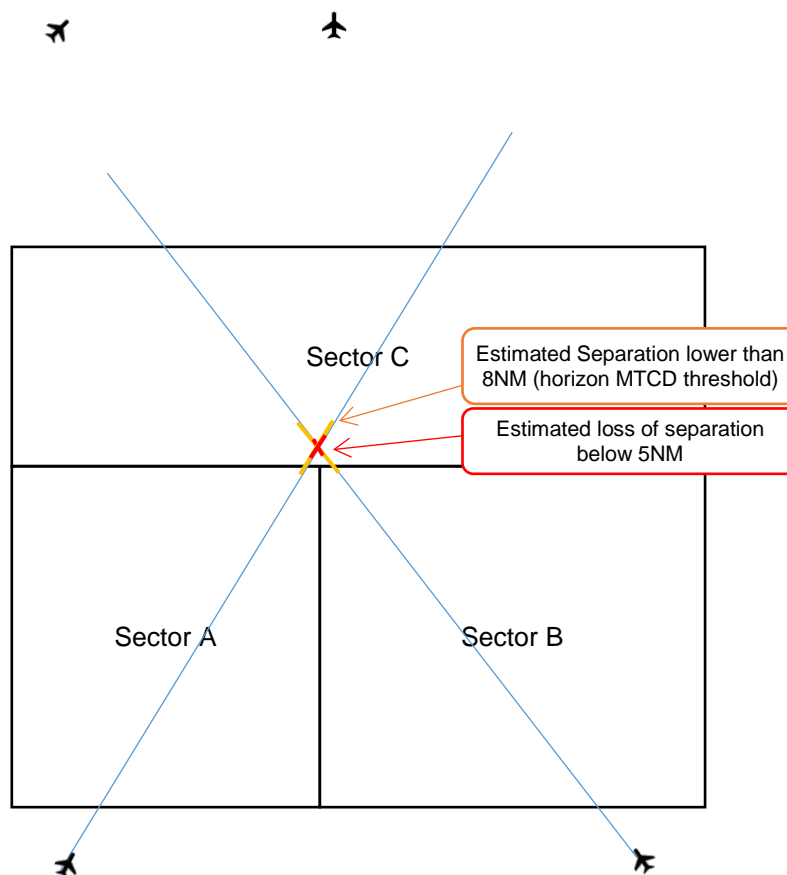 Sector C
Estimated Separation lower than
8NM (horizon MTCD threshold)
Estimated loss of separation
below 5NM
Sector A
Sector B